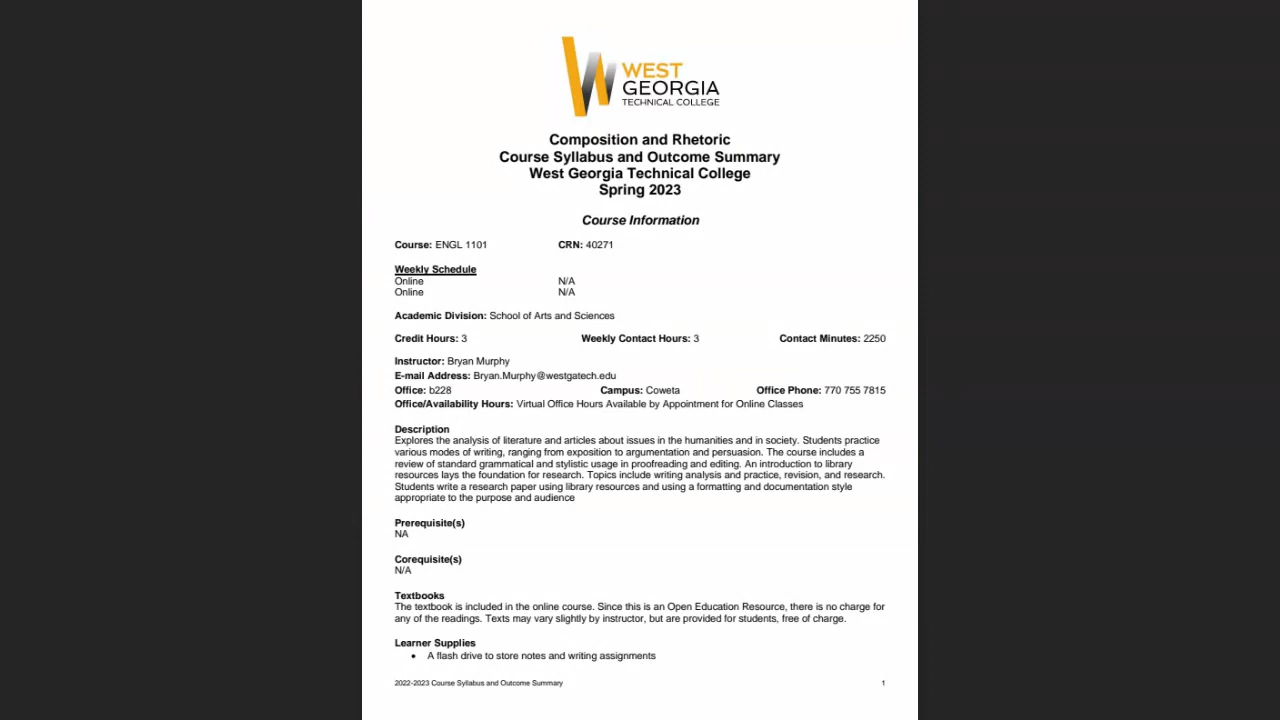 WEST
GEORGIA
TECHNICAL COLLEGE
Composition and Rhetoric
Course Syllabus and Outcome Summary
West Georgia Technical College
Spring 2023
Course Information
Course: ENGL 1101 CRN: 40271
Weekly Schedule
Online N/A
Online N/A
Academic Division: School of Arts and Sciences
Credit Hours: 3 Weekly Contact Hours: 3 Contact Minutes: 2250
Instructor: Bryan Murphy
E-mail Address: Bryan.Murphy@westgatech.edu
Office: b228 Campus: Coweta Office Phone: 770 755 7815
Office/Availability Hours: Virtual Office Hours Available by Appointment for Online Classes
Description
Explores the analysis of literature and articles about issues in the humanities and in society. Students practice
various modes of writing, ranging from exposition to argumentation and persuasion. The course includes a
review of standard grammatical and stylistic usage in proofreading and editing. An introduction to library
resources lays the foundation for research. Topics include writing analysis and practice, revision, and research.
Students write a research paper using library resources and using a formatting and documentation style
appropriate to the purpose and audience
Prerequisite(s)
NA
Corequisite(s)
N/A
Textbooks
The textbook is included in the online course. Since this is an Open Education Resource, there is no charge for
any of the readings. Texts may vary slightly by instructor, but are provided for students, free of charge.
Learner Supplies
• A flash drive to store notes and writing assignments
2022-2023 Course Syllabus and Outcome Summary 1